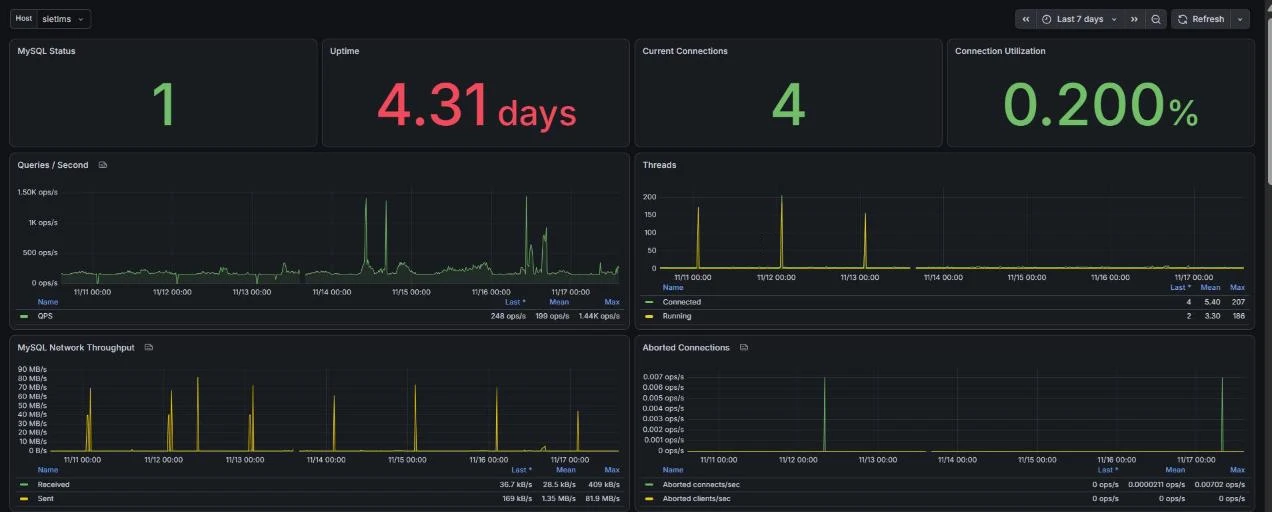 Host sietlms
Last 7 days Refresh
MySQL Status
1
Uptime
4.31 days
Current Connections
4
Connection Utilization
0.200%
Queries / Second
1.50K ops/s
1K ops/s
500 ops/s
0 ops/s
11/11 00:00 11/12 00:00 11/13 00:00 11/14 00:00 11/15 00:00 11/16 00:00 11/17 00:00
Name Last * Mean Max
QPS 248 ops/s 199 ops/s 1.44K ops/s
Threads
200
150
100
50
0
11/11 00:00 11/12 00:00 11/13 00:00 11/14 00:00 11/15 00:00 11/16 00:00 11/17 00:00
Name Last * Mean Max
Connected 4 5.40 207
Running 2 3.30 186
MySQL Network Throughput
90 MB/s
80 MB/s
70 MB/s
60 MB/s
50 MB/s
40 MB/s
30 MB/s
20 MB/s
10 MB/s
0 B/s
11/11 00:00 11/12 00:00 11/13 00:00 11/14 00:00 11/15 00:00 11/16 00:00 11/17 00:00
Name Last * Mean Max
Received 36.7 kB/s 28.5 kB/s 409 kB/s
Sent 169 kB/s 1.35 MB/s 81.9 MB/s
Aborted Connections
0.007 ops/s
0.006 ops/s
0.005 ops/s
0.004 ops/s
0.003 ops/s
0.002 ops/s
0.001 ops/s
0 ops/s
11/11 00:00 11/12 00:00 11/13 00:00 11/14 00:00 11/15 00:00 11/16 00:00 11/17 00:00
Name Last * Mean Max
Aborted connects/sec 0 ops/s 0.0000211 ops/s 0.00702 ops/s
Aborted clients/sec 0 ops/s 0 ops/s 0 ops/s